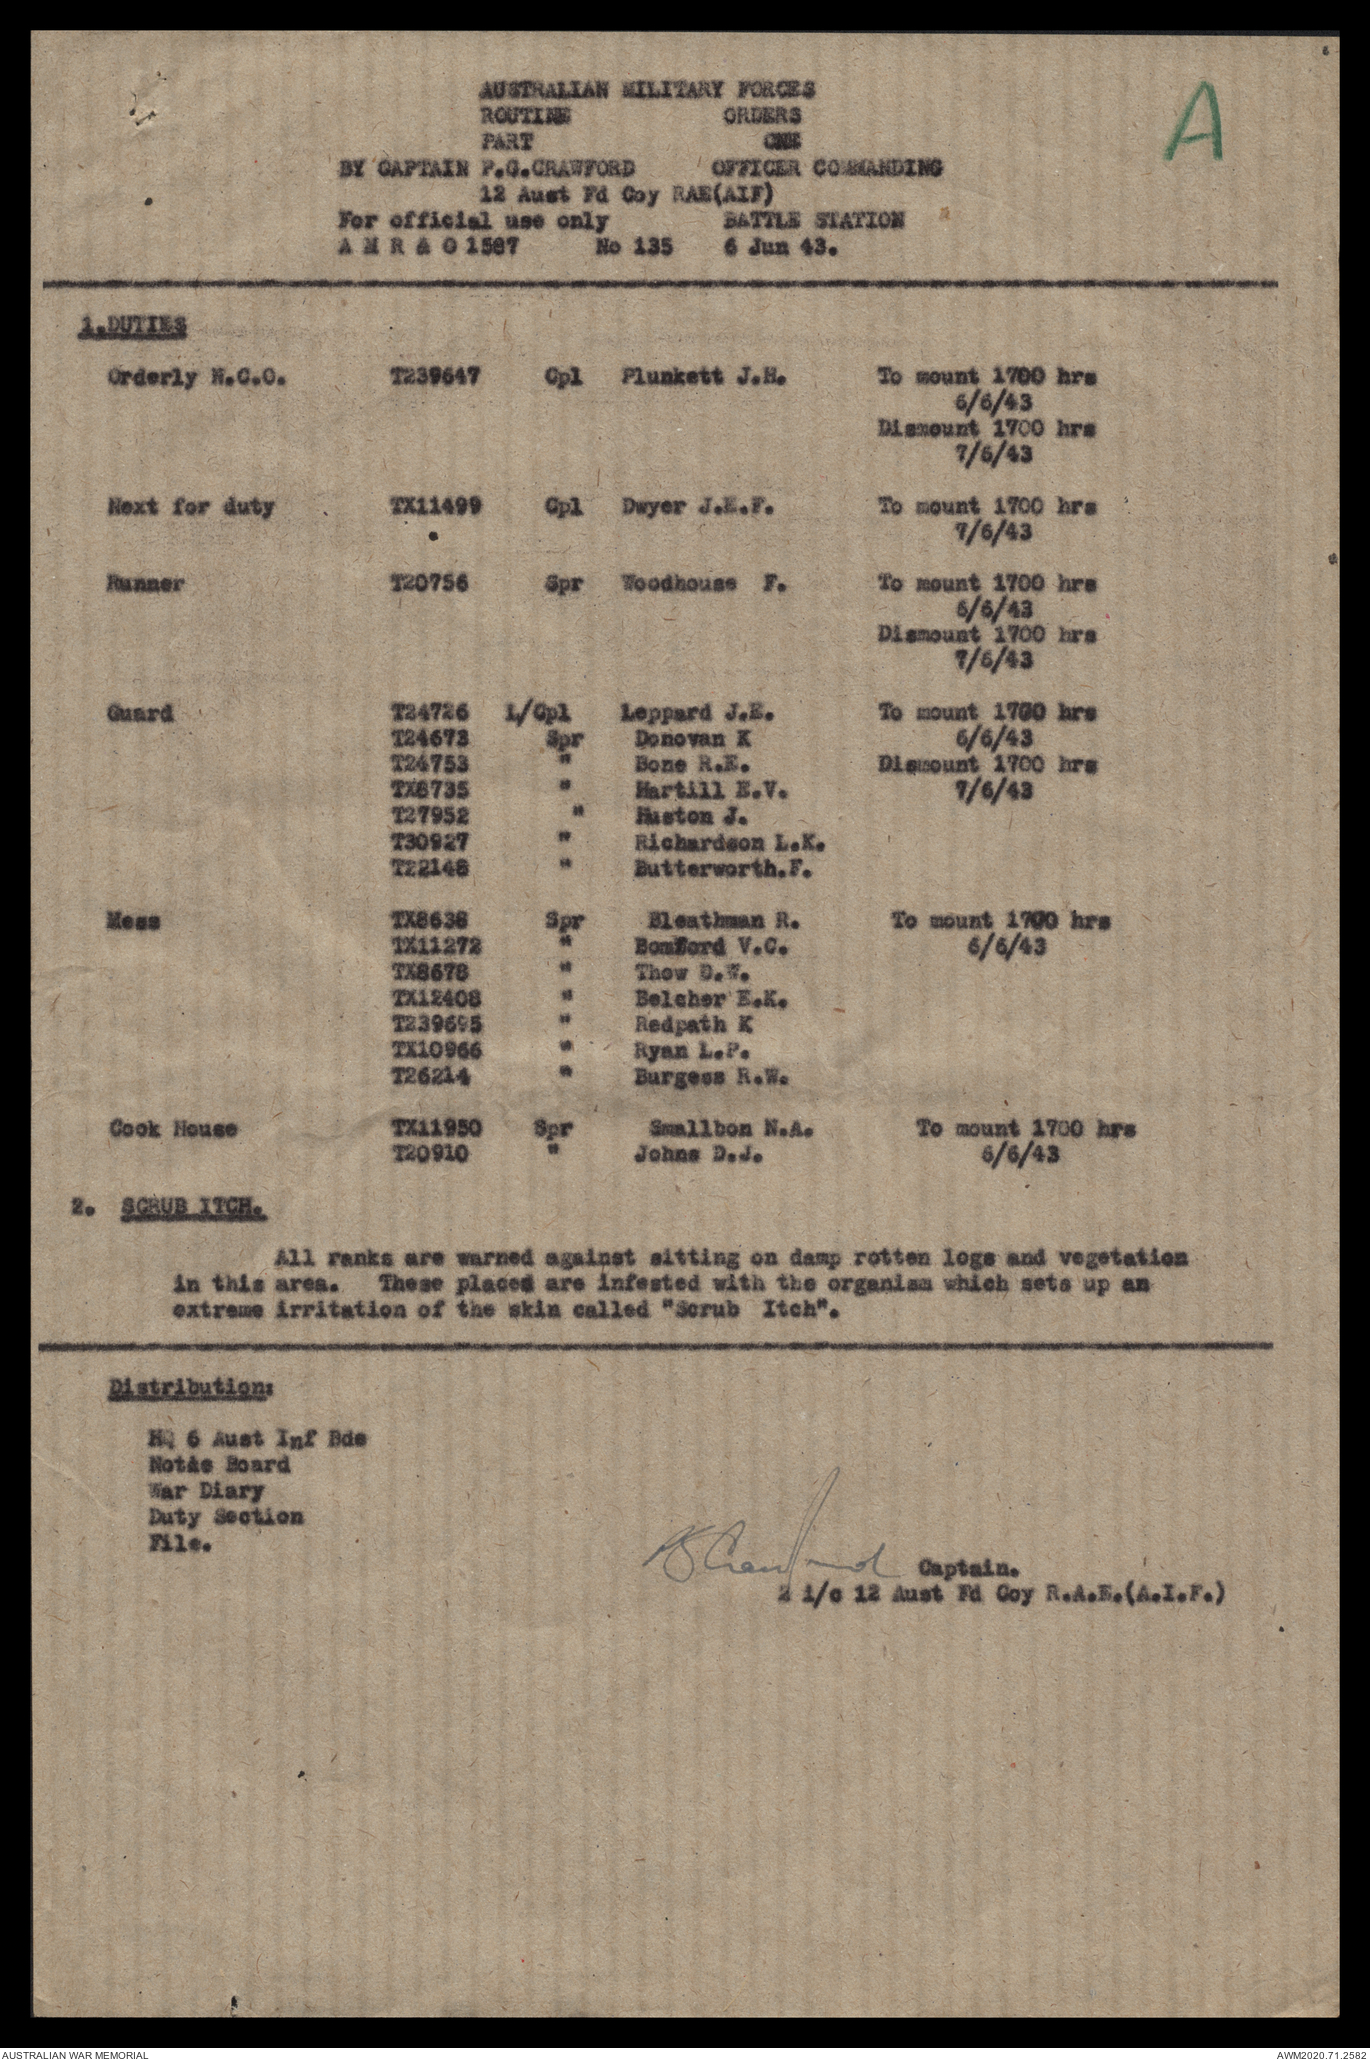 A
AUSTRALIAN MILITARY FORCES
ROUTINE ORDERS
PART ONE
BY CAPTAIN P.G.CRAWFORD OFFICER COMMANDING
12 Aust Fd Coy RAE(AIF)
For official use only BATTLE STATION
A M R & O 1587 No 135 6 Jun 43.
1.DUTIES
Orderly N.C.O. T239647 Cpl Plunkett J.H. To mount 1700 hrs
6/6/43
Dismount 1700 hrs
7/6/43
Next for duty TX11499 Cpl Dwyer J.E.F. To mount 1700 hrs
7/6/43
Runner T20756 Spr Woodhouse F. To mount 1700 hrs
6/6/43
Dismount 1700 hrs
7/6/43
Guard T24726 L/Cpl Leppard J.E. To mount 1700 hrs
T24673 Spr Donovan K 6/6/43
T24753 " Bone R.E. Dismount 1700 hrs
TX8735 " Hartill E.V. 7/6/43
T27952 " Huston J.
T30927 " Richardson L.K.
T22148 " Butterworth.F.
Mess TX8638 Spr Bleathman R. To mount 1700 hrs
TX11272 " Bomford V.C. 6/6/43
TX8678 " Thow D.W.
TX12408 " Belcher E.K.
T239695 " Redpath K
TX10966 " Ryan L.P.
T26214 " Burgess R.W.
Cook House TX11950 Spr Smallbon N.A. To mount 1700 hrs
T20910 " Johns D.J. 6/6/43
2. SCRUB ITCH.
All ranks are warned against sitting on damp rotten logs and vegetation
in this area. These places are infested with the organism which sets up an
extreme irritation of the skin called "Scrub Itch".
Distribution:
HQ 6 Aust Inf Bde
Notie Board
War Diary
Duty Section
File.
PGCrawford Captain.
2 i/c 12 Aust Fd Coy R.A.E.(A.I.F.)
AUSTRALIAN WAR MEMORIAL AWM2020.71.2582